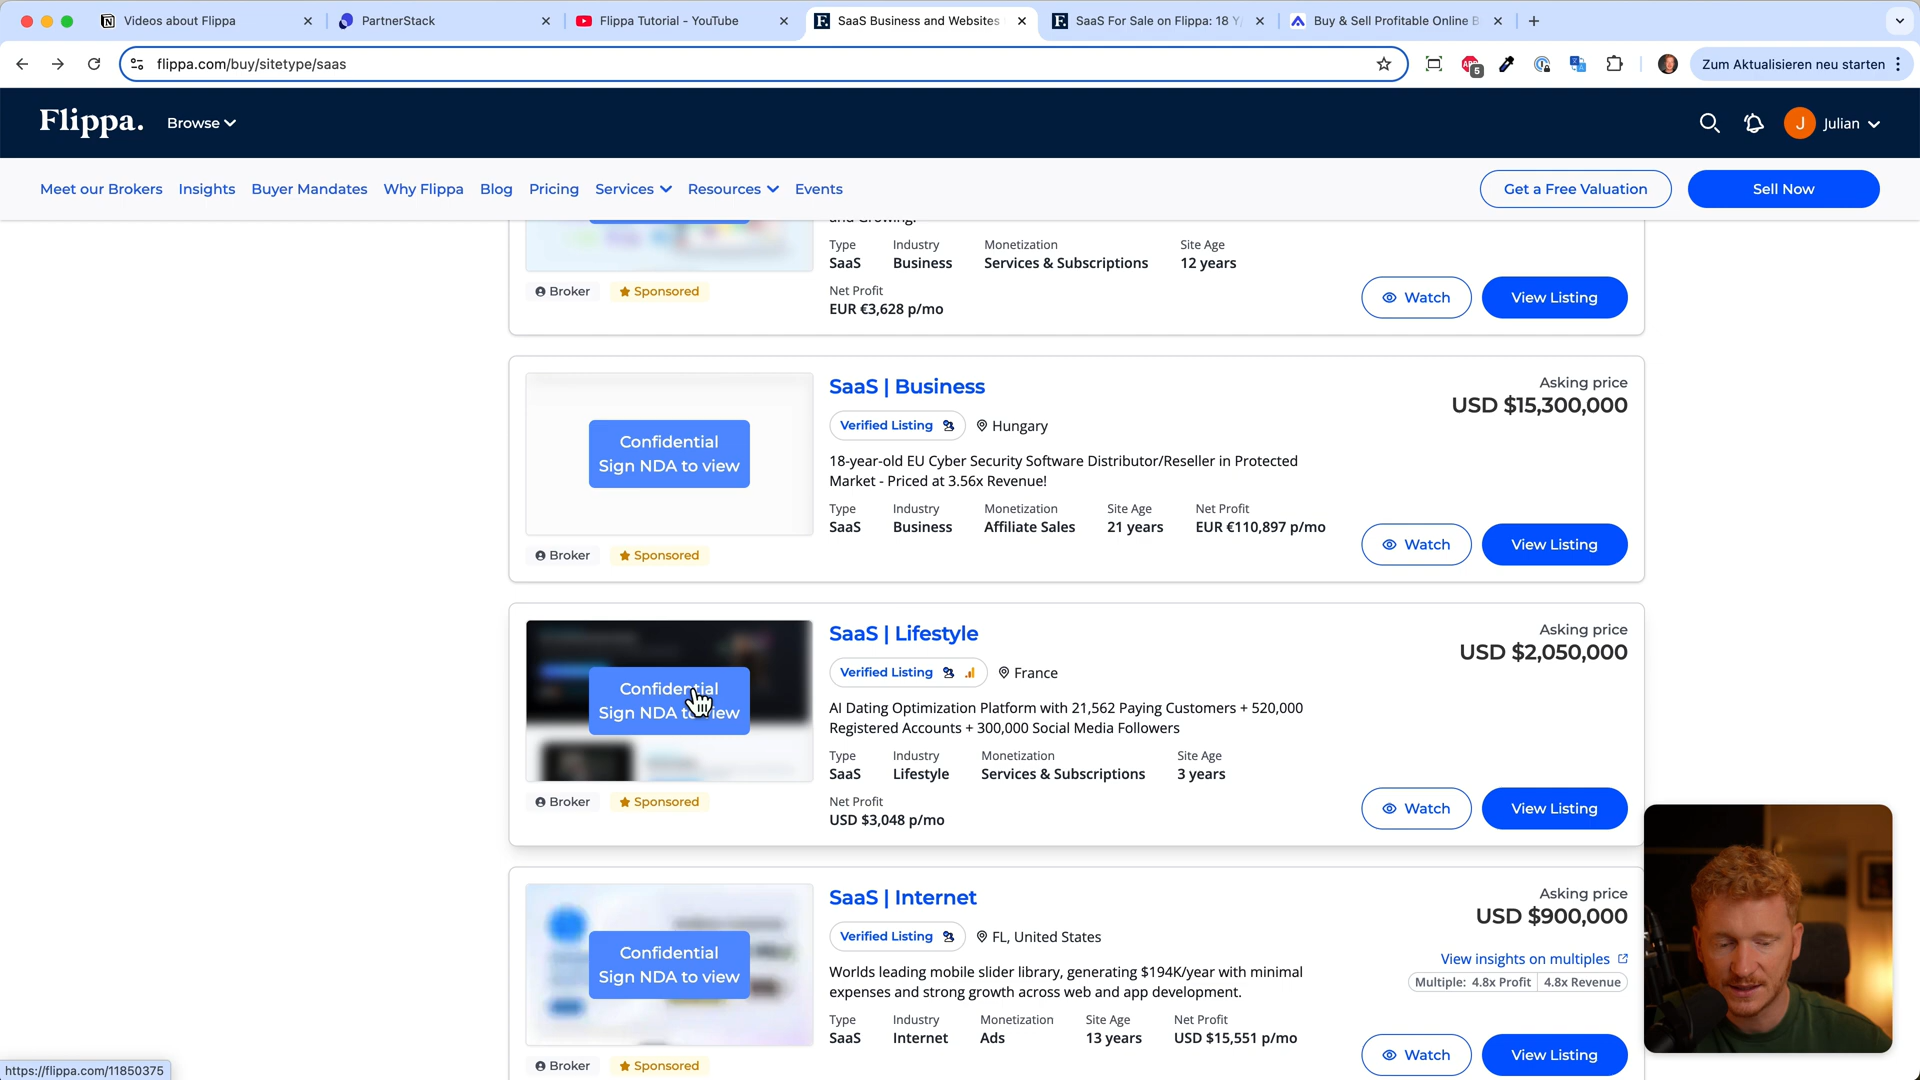 Videos about Flippa
PartnerStack
Flippa Tutorial - YouTube
SaaS Business and Websites
SaaS For Sale on Flippa: 18 Y
Buy & Sell Profitable Online B
flippa.com/buy/sitetype/saas
5
Zum Aktualisieren neu starten
Flippa.
Browse
J
Julian
Meet our Brokers
Insights
Buyer Mandates
Why Flippa
Blog
Pricing
Services
Resources
Events
Get a Free Valuation
Sell Now
and Growing.
Type Industry Monetization Site Age
SaaS Business Services & Subscriptions 12 years
Net Profit
EUR €3,628 p/mo
Broker
Sponsored
Watch
View Listing
Confidential
Sign NDA to view
SaaS | Business
Verified Listing
Hungary
18-year-old EU Cyber Security Software Distributor/Reseller in Protected
Market - Priced at 3.56x Revenue!
Type Industry Monetization Site Age Net Profit
SaaS Business Affiliate Sales 21 years EUR €110,897 p/mo
Asking price
USD $15,300,000
Broker
Sponsored
Watch
View Listing
Confidential
Sign NDA to view
SaaS | Lifestyle
Verified Listing
France
AI Dating Optimization Platform with 21,562 Paying Customers + 520,000
Registered Accounts + 300,000 Social Media Followers
Type Industry Monetization Site Age
SaaS Lifestyle Services & Subscriptions 3 years
Net Profit
USD $3,048 p/mo
Asking price
USD $2,050,000
Broker
Sponsored
Watch
View Listing
Confidential
Sign NDA to view
SaaS | Internet
Verified Listing
FL, United States
Worlds leading mobile slider library, generating $194K/year with minimal
expenses and strong growth across web and app development.
Type Industry Monetization Site Age Net Profit
SaaS Internet Ads 13 years USD $15,551 p/mo
Asking price
USD $900,000
View insights on multiples
Multiple: 4.8x Profit 4.8x Revenue
Broker
Sponsored
Watch
View Listing
https://flippa.com/11850375